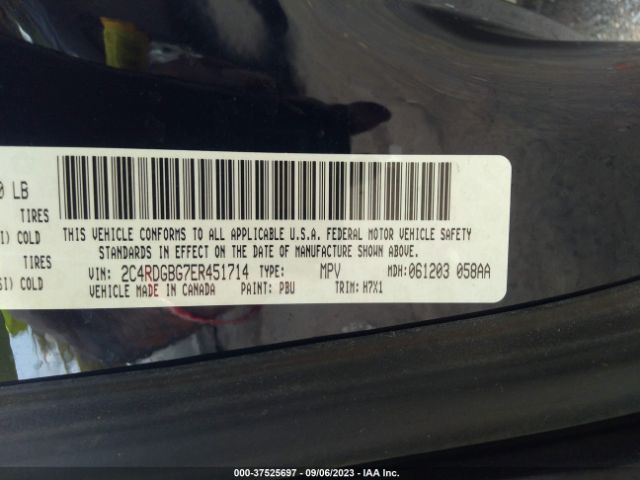 0 LB
TIRES
THIS VEHICLE CONFORMS TO ALL APPLICABLE U.S.A. FEDERAL MOTOR VEHICLE SAFETY
I) COLD
STANDARDS IN EFFECT ON THE DATE OF MANUFACTURE SHOWN ABOVE.
TIRES
VIN: 2C4RDGBG7ER451714 TYPE: MPV MDH: 061203 058AA
SI) COLD
VEHICLE MADE IN CANADA PAINT: PBU TRIM: H7X1
000-37525697 - 09/06/2023 - IAA Inc.